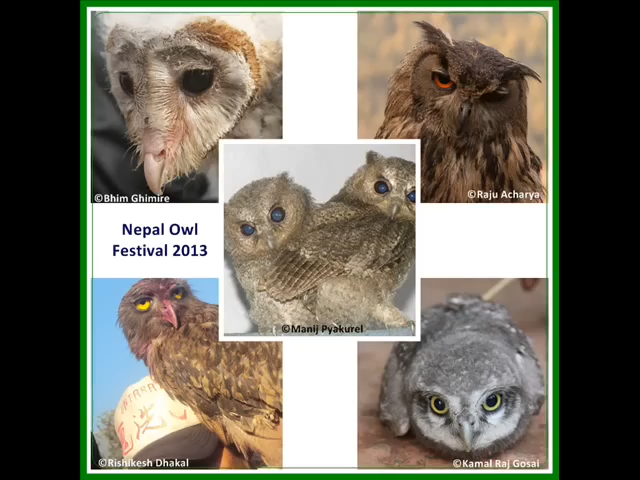 ©Bhim Ghimire
©Raju Acharya
Nepal Owl
Festival 2013
©Manij Pyakurel
©Rishikesh Dhakal
©Kamal Raj Gosai